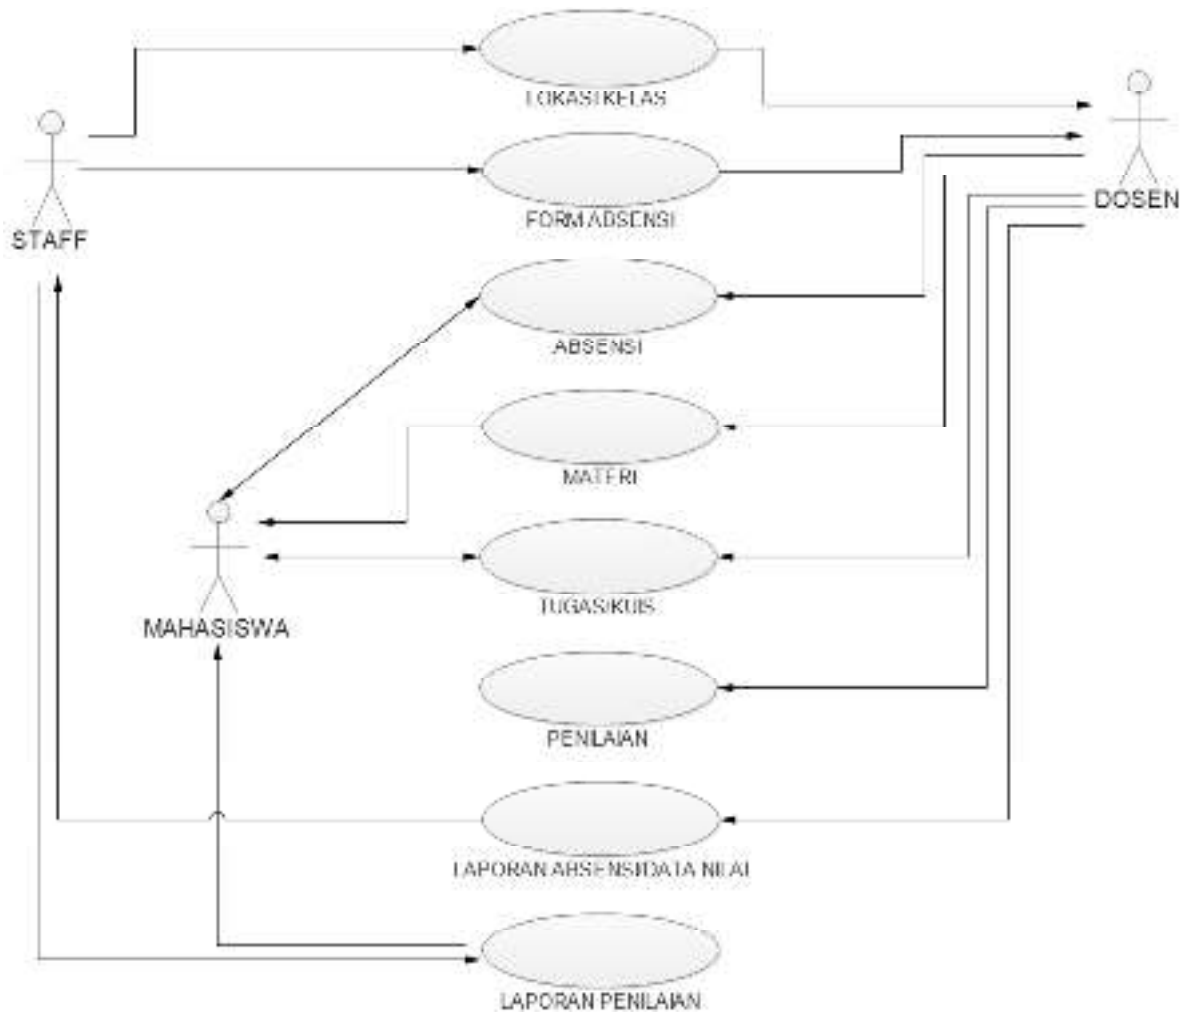 LOKASI KELAS
STAFF
DOSEN
FORM ABSENSI
ABSENSI
MATERI
TUGAS/KUIS
MAHASISWA
PENILAIAN
LAPORAN ABSENSI/DATA NILAI
LAPORAN PENILAIAN